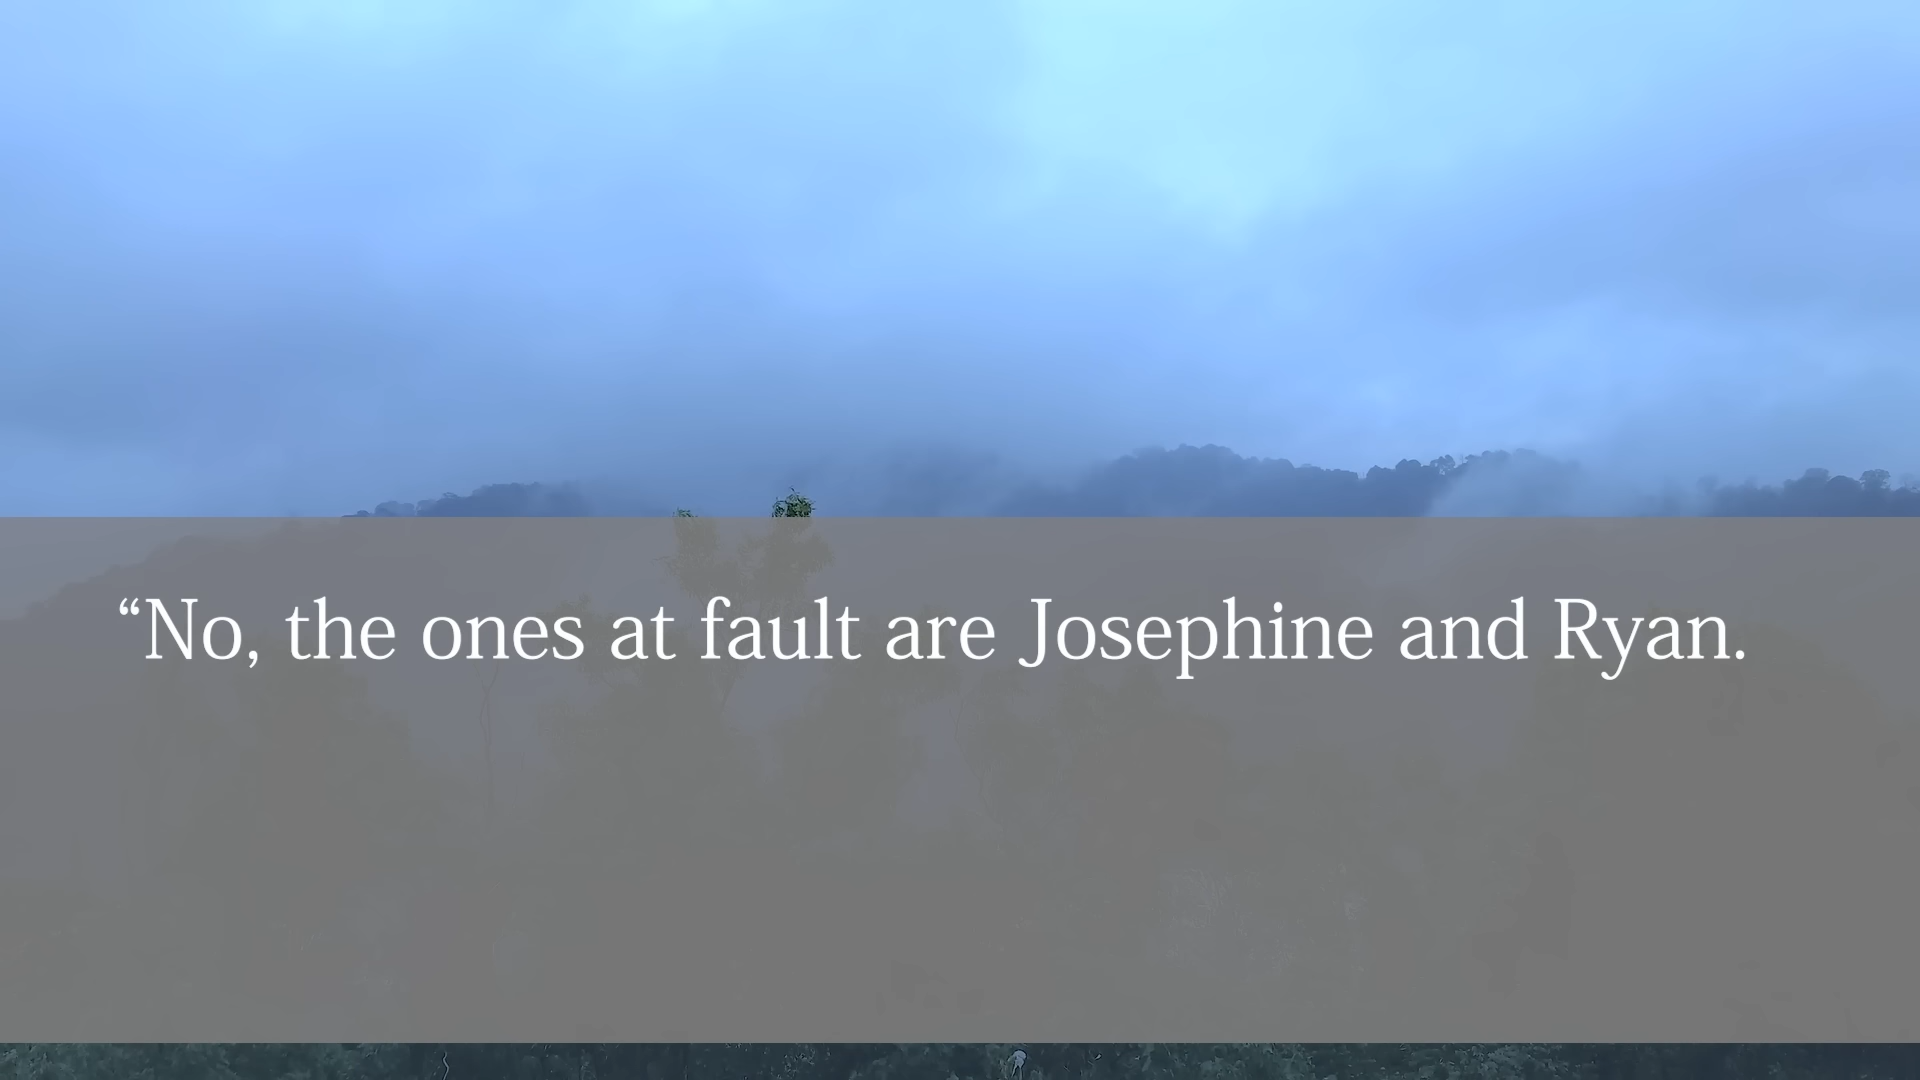 “No, the ones at fault are Josephine and Ryan.